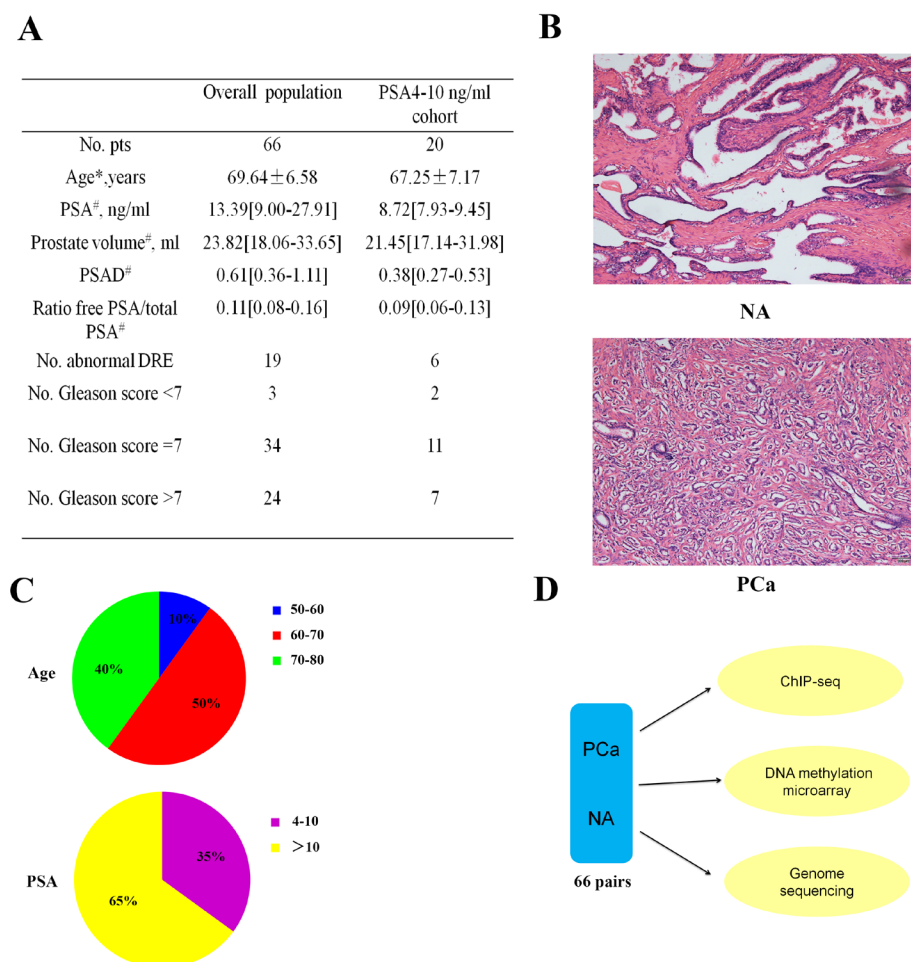 A
Overall population PSA4-10 ng/ml
cohort
No. pts 66 20
Age*,years 69.64±6.58 67.25±7.17
PSA#, ng/ml 13.39[9.00-27.91] 8.72[7.93-9.45]
Prostate volume#, ml 23.82[18.06-33.65] 21.45[17.14-31.98]
PSAD# 0.61[0.36-1.11] 0.38[0.27-0.53]
Ratio free PSA/total 0.11[0.08-0.16] 0.09[0.06-0.13]
PSA#
No. abnormal DRE 19 6
No. Gleason score <7 3 2
No. Gleason score =7 34 11
No. Gleason score >7 24 7
B
NA
PCa
C
Age
10%
40%
50%
50-60
60-70
70-80
PSA
35%
65%
4-10
>10
D
PCa
NA
66 pairs
ChIP-seq
DNA methylation
microarray
Genome
sequencing